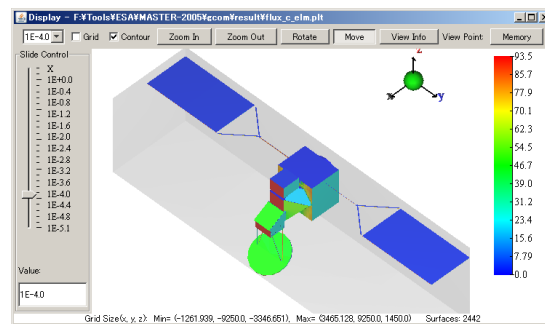 Display - F:¥Tools¥ESA¥MASTER-2005¥gcom¥result¥flux_c_elm.plt
1E-4.0 Grid Contour Zoom In Zoom Out Rotate Move View Info View Point: Memory
Slide Control
X
1E+0.0
1E-0.4
1E-0.8
1E-1.2
1E-1.6
1E-2.0
1E-2.4
1E-2.8
1E-3.2
1E-3.6
1E-4.0
1E-4.4
1E-4.8
1E-5.1
Value:
1E-4.0
z
x
y
93.5
85.7
77.9
70.1
62.3
54.5
46.7
39.0
31.2
23.4
15.6
7.79
0.0
Grid Size(x, y, z): Min= (-1261.939, -9250.0, -3346.651), Max= (3465.128, 9250.0, 1450.0) Surfaces: 2442